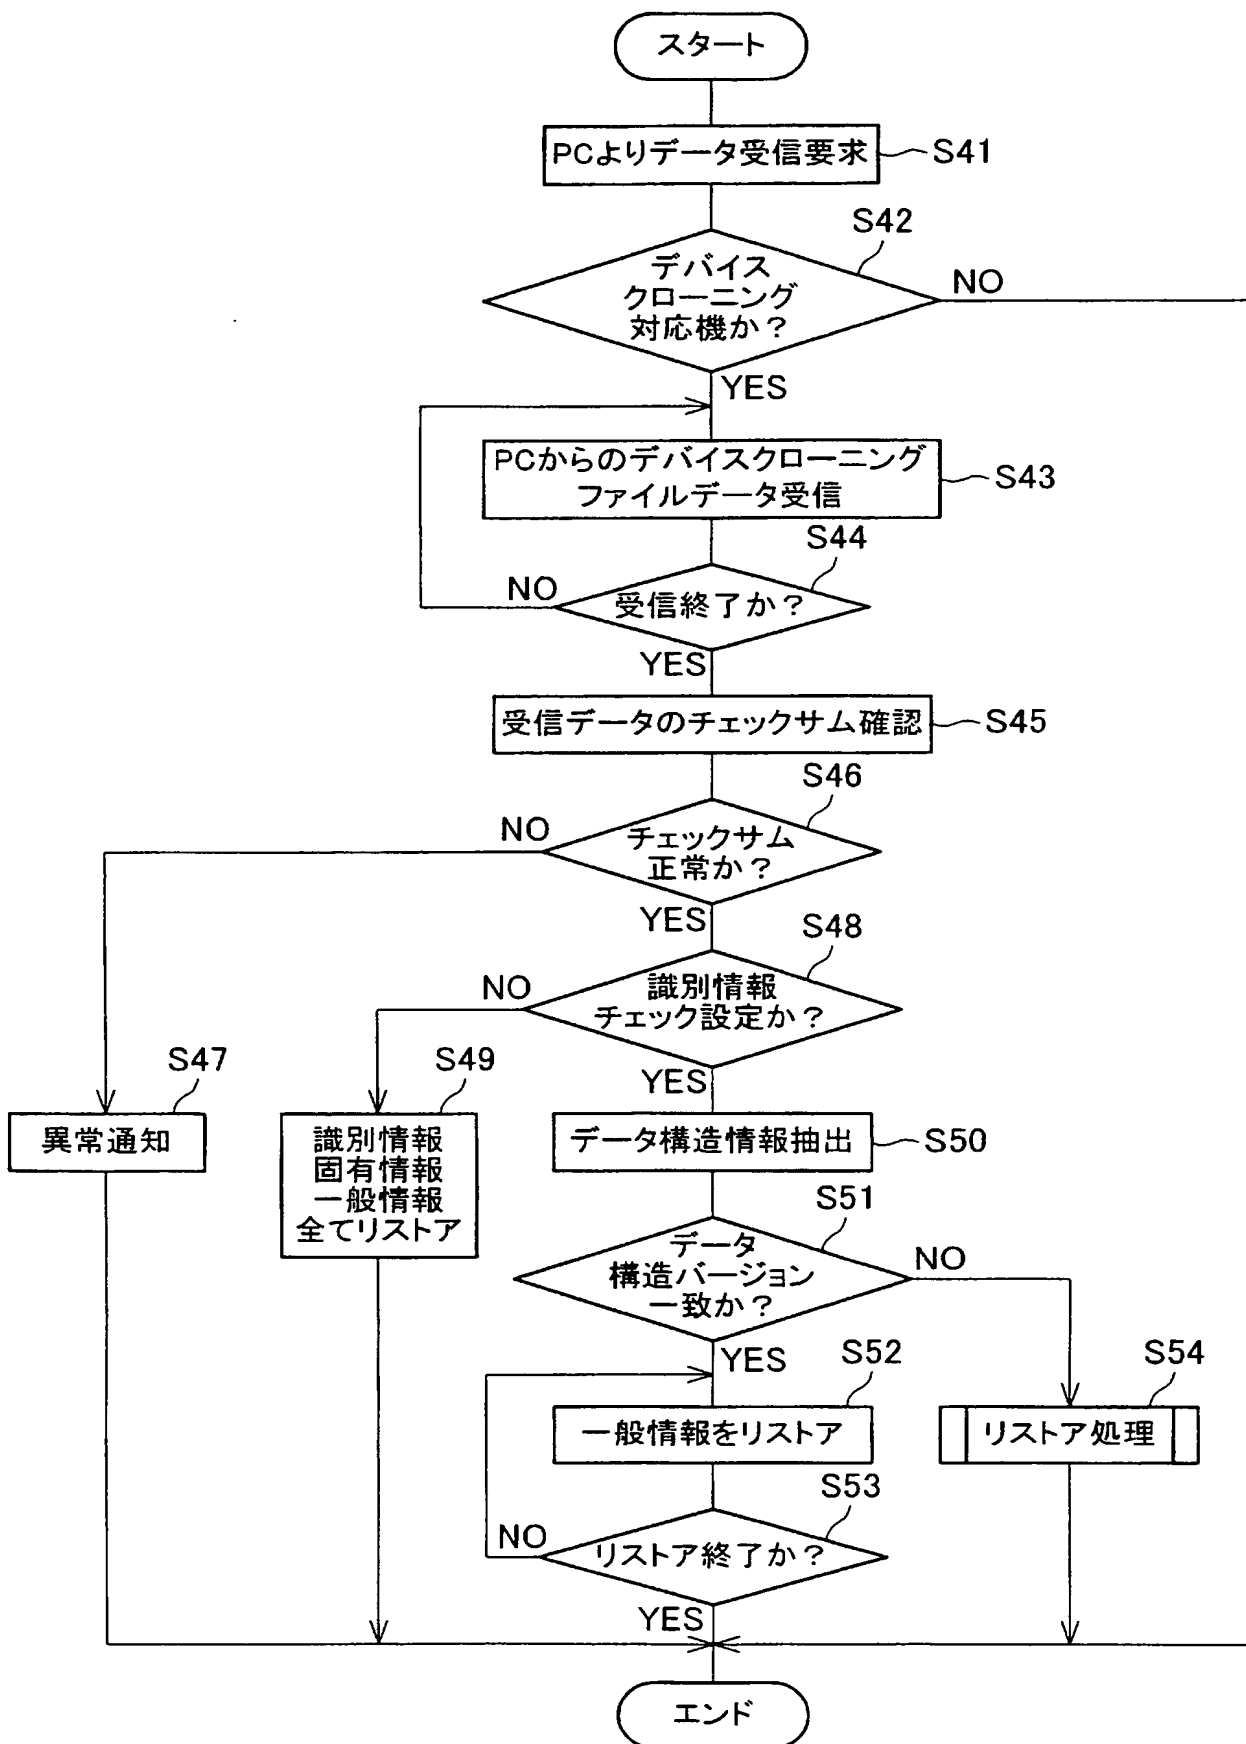 スタート
PCよりデータ受信要求
S41
S42
デバイス
クローニング
対応機か？
NO
YES
PCからのデバイスクローニング
ファイルデータ受信
S43
S44
NO
受信終了か？
YES
受信データのチェックサム確認
S45
S46
NO
チェックサム
正常か？
YES
S48
NO
識別情報
チェック設定か？
YES
S47
異常通知
S49
識別情報
固有情報
一般情報
全てリストア
データ構造情報抽出
S50
S51
データ
構造バージョン
一致か？
NO
YES
S52
一般情報をリストア
S54
リストア処理
S53
NO
リストア終了か？
YES
エンド